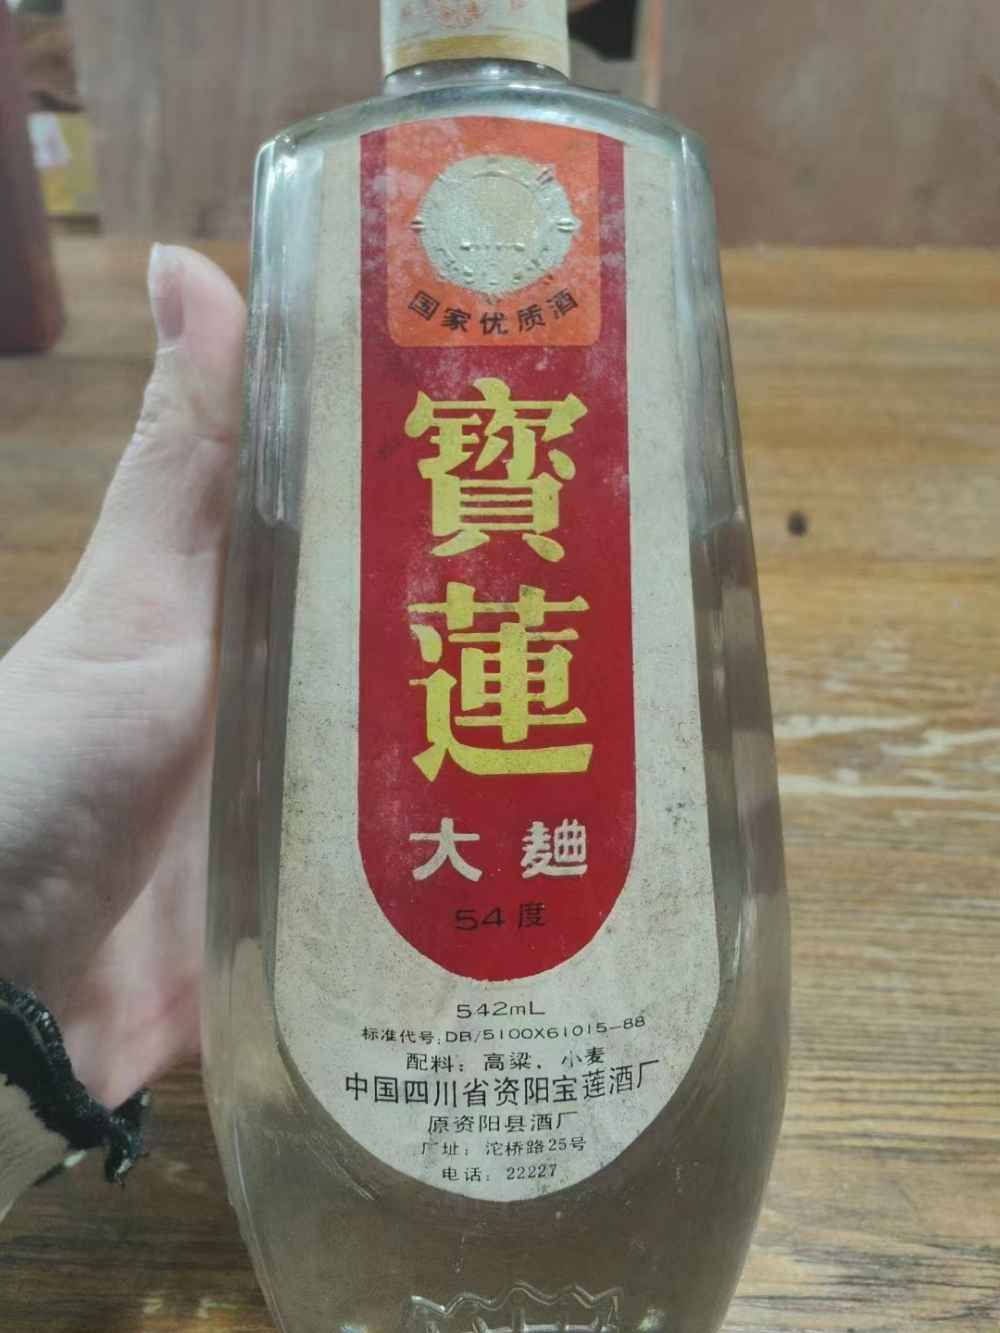 国家优质酒
寳蓮
大麯
54度
542mL
标准代号:DB/5100X61015-88
配料：高粱．小麦
中国四川省资阳宝莲酒厂
原资阳县酒厂
厂址：沱桥路25号
电话：22227